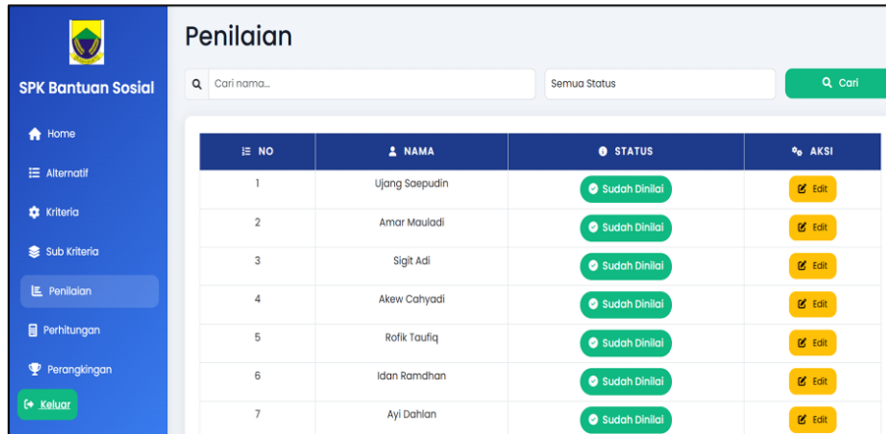 Penilaian
SPK Bantuan Sosial
Cari nama...
Semua Status
Cari
Home
Alternatif
Kriteria
Sub Kriteria
Penilaian
Perhitungan
Perangkingan
Keluar
NO NAMA STATUS AKSI
1 Ujang Saepudin Sudah Dinilai Edit
2 Amar Mauladi Sudah Dinilai Edit
3 Sigit Adi Sudah Dinilai Edit
4 Akew Cahyadi Sudah Dinilai Edit
5 Rofik Taufiq Sudah Dinilai Edit
6 Idan Ramdhan Sudah Dinilai Edit
7 Ayi Dahlan Sudah Dinilai Edit